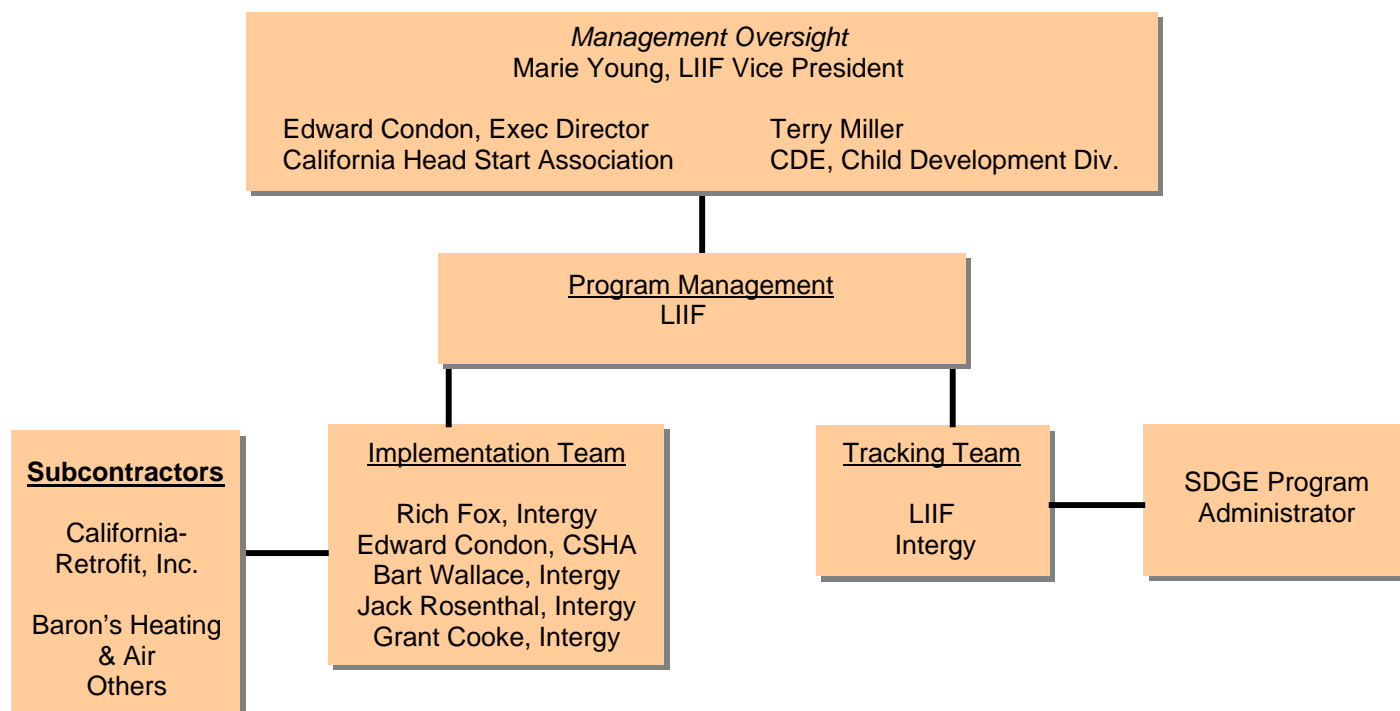 Management Oversight
Marie Young, LIIF Vice President
Edward Condon, Exec Director
California Head Start Association
Terry Miller
CDE, Child Development Div.
Program Management
LIIF
Subcontractors
California-
Retrofit, Inc.
Baron's Heating
& Air
Others
Implementation Team
Rich Fox, Intergy
Edward Condon, CSHA
Bart Wallace, Intergy
Jack Rosenthal, Intergy
Grant Cooke, Intergy
Tracking Team
LIIF
Intergy
SDGE Program
Administrator